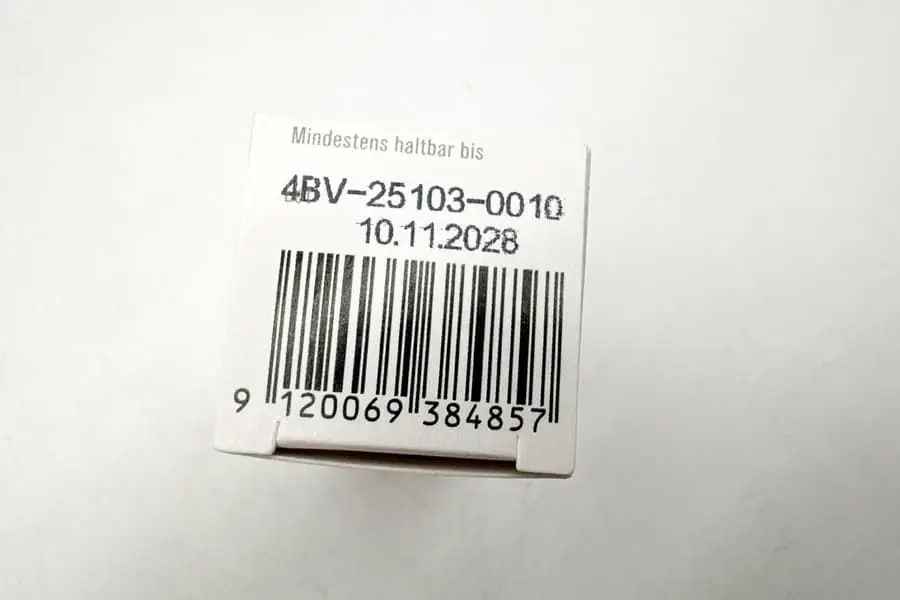 Mindestens haltbar bis
4BV-25103-0010
10.11.2028
9 120069 384857